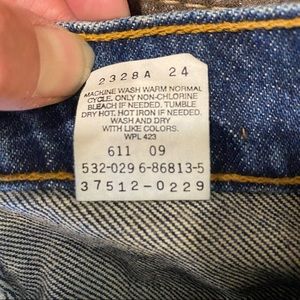 2328A 24
MACHINE WASH WARM NORMAL
CYCLE. ONLY NON-CHLORINE
BLEACH IF NEEDED. TUMBLE
DRY HOT. HOT IRON IF NEEDED.
WASH AND DRY
WITH LIKE COLORS.
WPL 423
611 09
532-029 6-86813-5
37512-0229